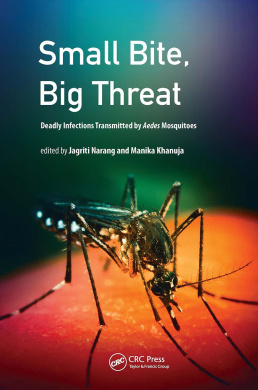 Small Bite,
Big Threat
Deadly Infections Transmitted by Aedes Mosquitoes
edited by Jagriti Narang and Manika Khanuja
CRC
CRC Press
Taylor & Francis Group